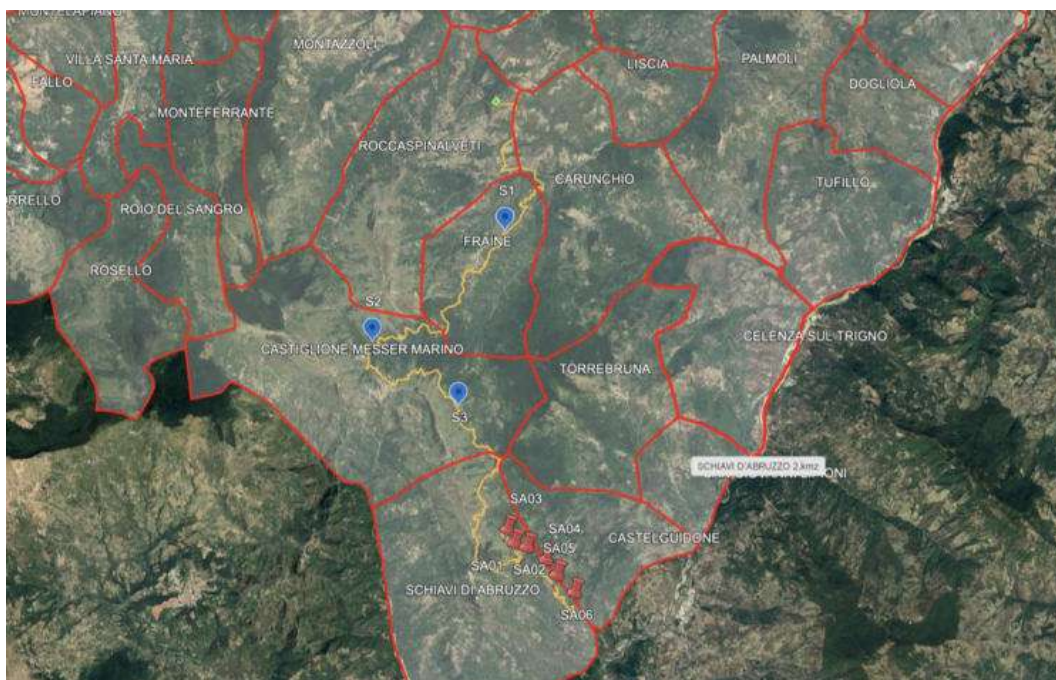 MONTELAPIANO
MONTAZZOLI
VILLA SANTA MARIA
LISCIA
PALMOLI
FALLO
DOGLIOLA
MONTEFERRANTE
ROCCASPINALVETI
CARUNCHIO
TUFILLO
S1
ROIO DEL SANGRO
FRAINE
ROSELLO
S2
CELENZA SUL TRIGNO
CASTIGLIONE MESSER MARINO
TORREBRUNA
S3
SCHIAVI D'ABRUZZO 2.kmz
SA03
SA04
CASTELGUIDONE
SA05
SA01
SA02
SCHIAVI DI ABRUZZO
SA06